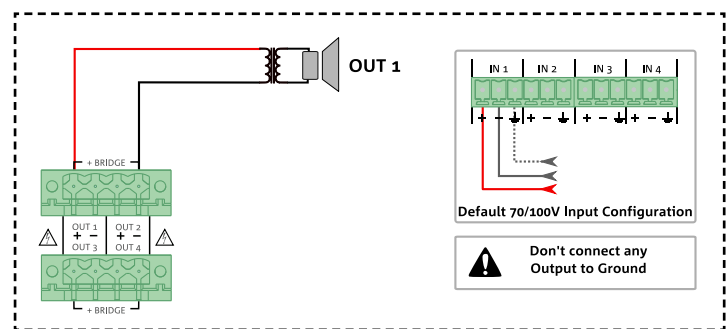 OUT 1
+ BRIDGE
OUT 1 OUT 2
+ - + -
OUT 3 OUT 4
+ BRIDGE
IN 1 IN 2 IN 3 IN 4
+ - + - + - + -
Default 70/100V Input Configuration
Don't connect any
Output to Ground